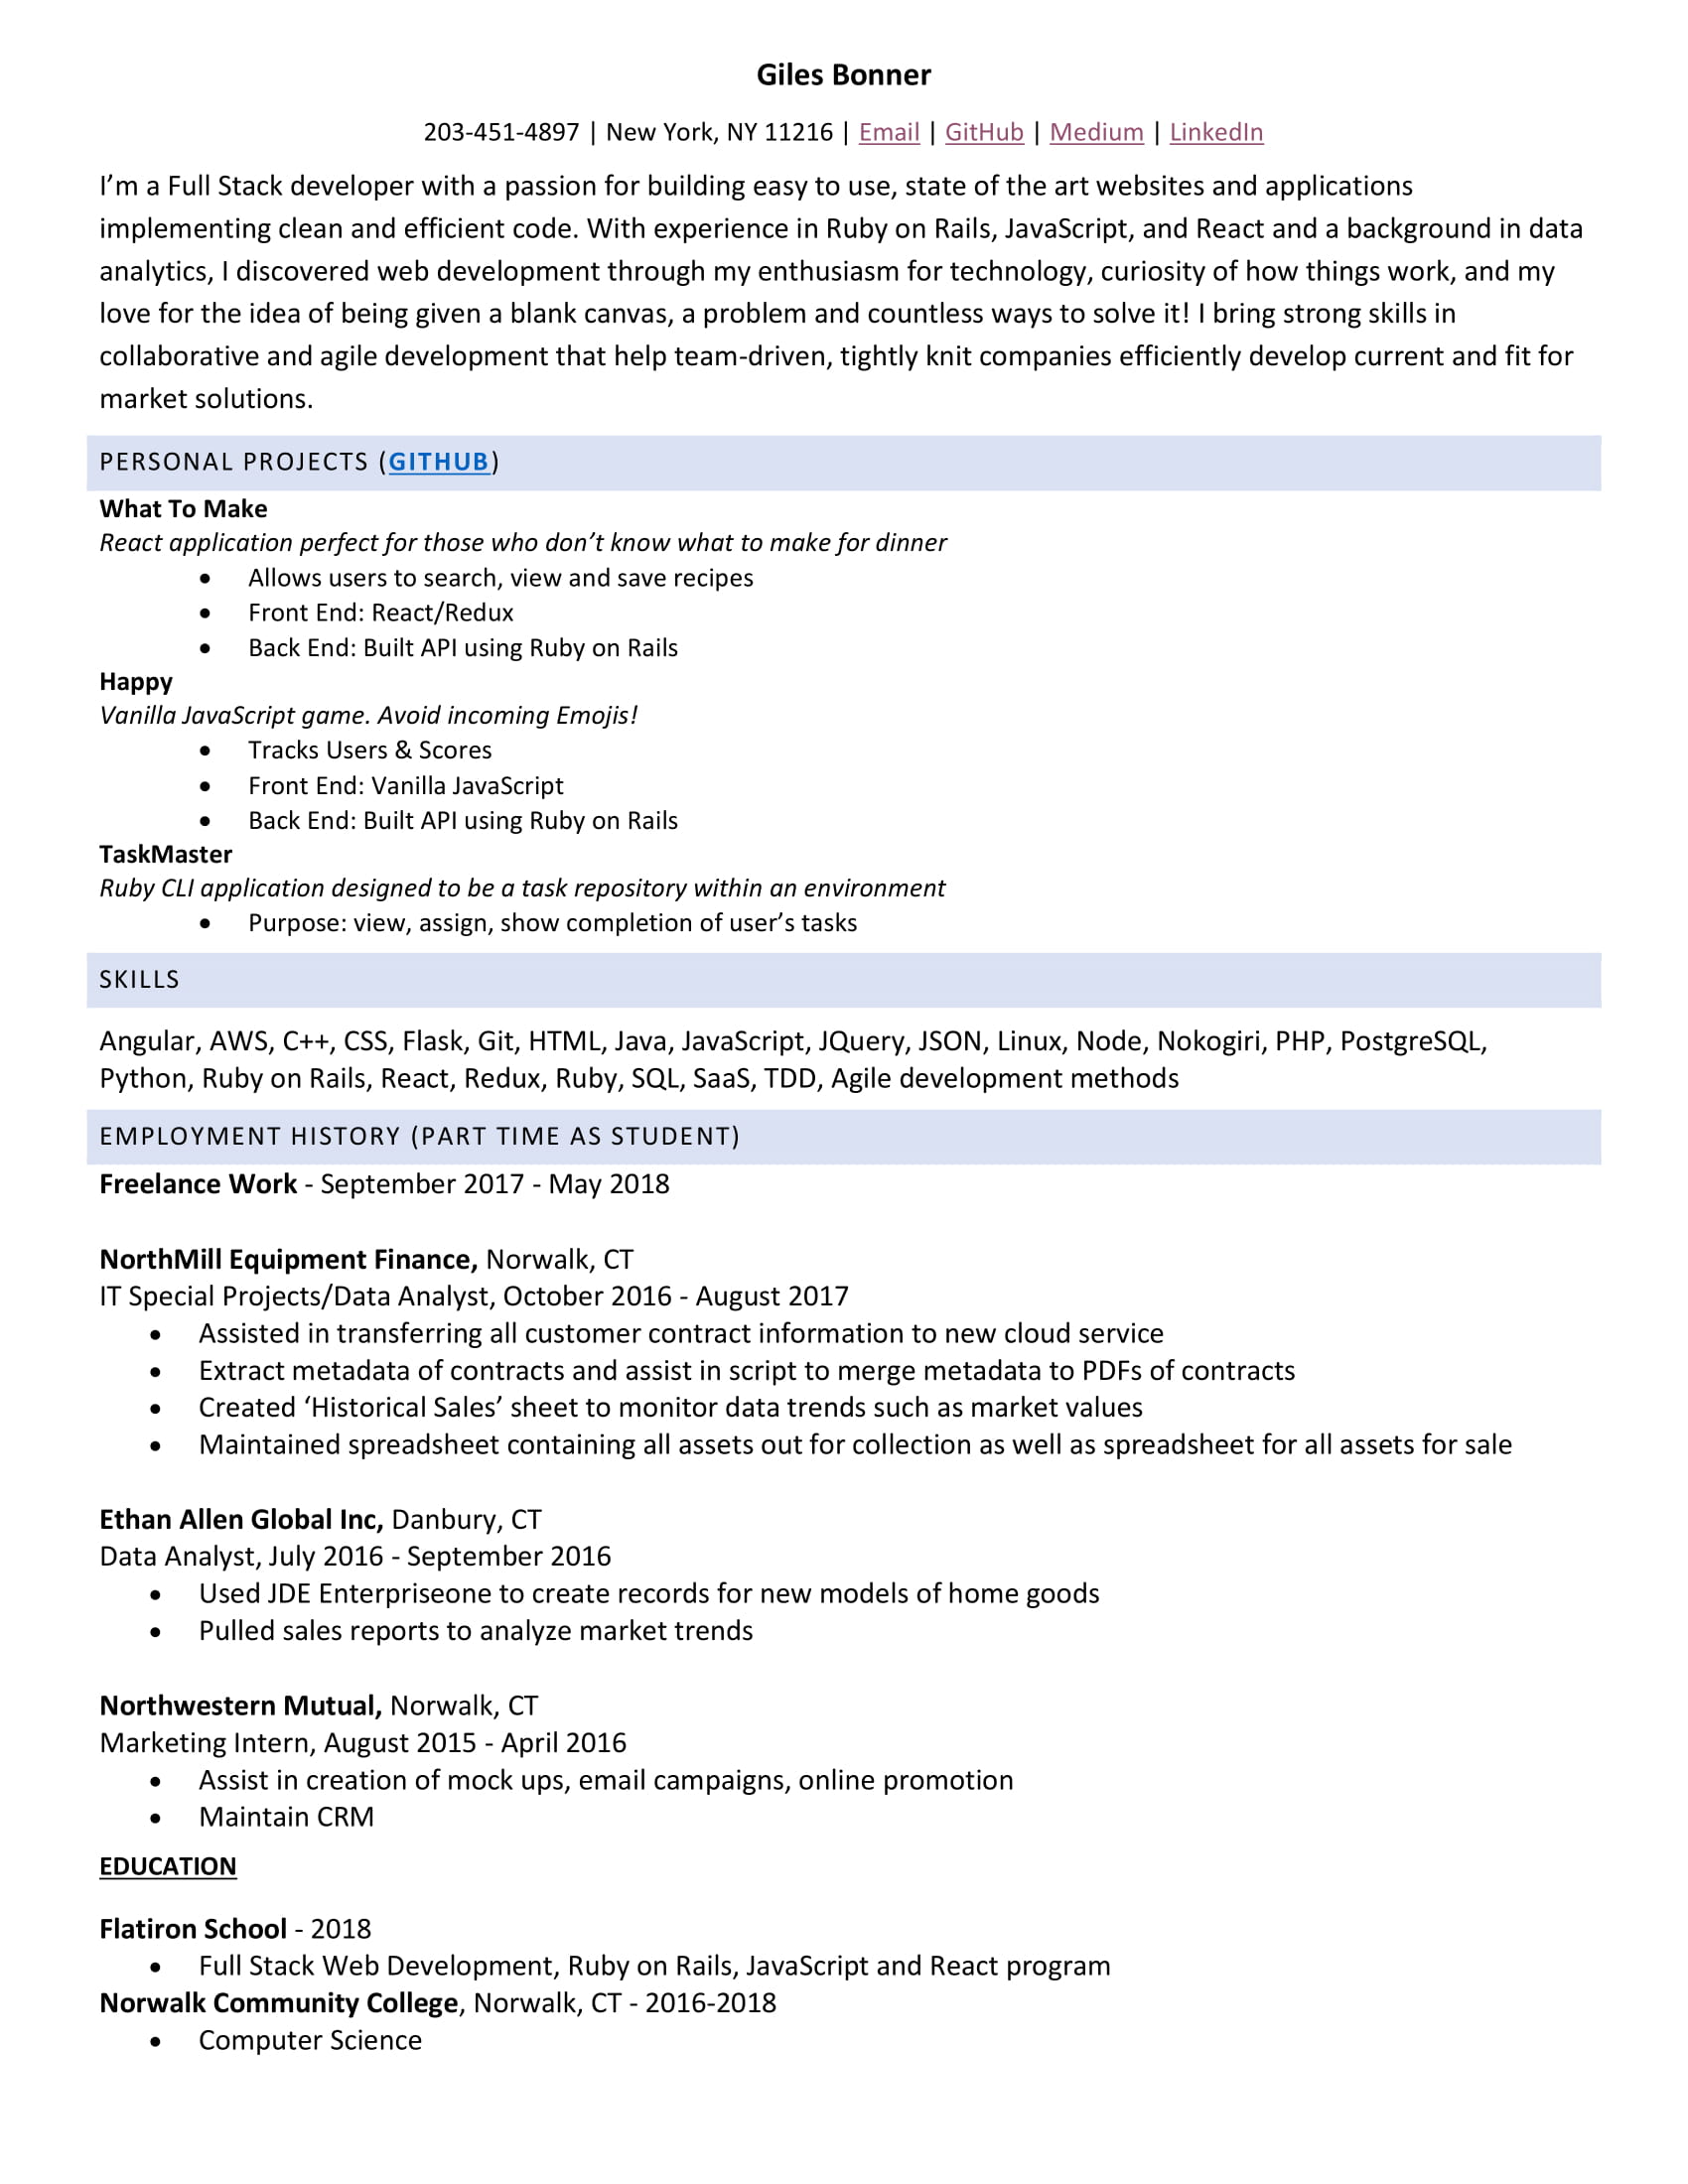 Giles Bonner
203-451-4897 | New York, NY 11216 | Email | GitHub | Medium | LinkedIn
I’m a Full Stack developer with a passion for building easy to use, state of the art websites and applications
implementing clean and efficient code. With experience in Ruby on Rails, JavaScript, and React and a background in data
analytics, I discovered web development through my enthusiasm for technology, curiosity of how things work, and my
love for the idea of being given a blank canvas, a problem and countless ways to solve it! I bring strong skills in
collaborative and agile development that help team-driven, tightly knit companies efficiently develop current and fit for
market solutions.
PERSONAL PROJECTS (GITHUB)
What To Make
React application perfect for those who don’t know what to make for dinner
• Allows users to search, view and save recipes
• Front End: React/Redux
• Back End: Built API using Ruby on Rails
Happy
Vanilla JavaScript game. Avoid incoming Emojis!
• Tracks Users & Scores
• Front End: Vanilla JavaScript
• Back End: Built API using Ruby on Rails
TaskMaster
Ruby CLI application designed to be a task repository within an environment
• Purpose: view, assign, show completion of user’s tasks
SKILLS
Angular, AWS, C++, CSS, Flask, Git, HTML, Java, JavaScript, JQuery, JSON, Linux, Node, Nokogiri, PHP, PostgreSQL,
Python, Ruby on Rails, React, Redux, Ruby, SQL, SaaS, TDD, Agile development methods
EMPLOYMENT HISTORY (PART TIME AS STUDENT)
Freelance Work - September 2017 - May 2018
NorthMill Equipment Finance, Norwalk, CT
IT Special Projects/Data Analyst, October 2016 - August 2017
• Assisted in transferring all customer contract information to new cloud service
• Extract metadata of contracts and assist in script to merge metadata to PDFs of contracts
• Created ‘Historical Sales’ sheet to monitor data trends such as market values
• Maintained spreadsheet containing all assets out for collection as well as spreadsheet for all assets for sale
Ethan Allen Global Inc, Danbury, CT
Data Analyst, July 2016 - September 2016
• Used JDE Enterpriseone to create records for new models of home goods
• Pulled sales reports to analyze market trends
Northwestern Mutual, Norwalk, CT
Marketing Intern, August 2015 - April 2016
• Assist in creation of mock ups, email campaigns, online promotion
• Maintain CRM
EDUCATION
Flatiron School - 2018
• Full Stack Web Development, Ruby on Rails, JavaScript and React program
Norwalk Community College, Norwalk, CT - 2016-2018
• Computer Science